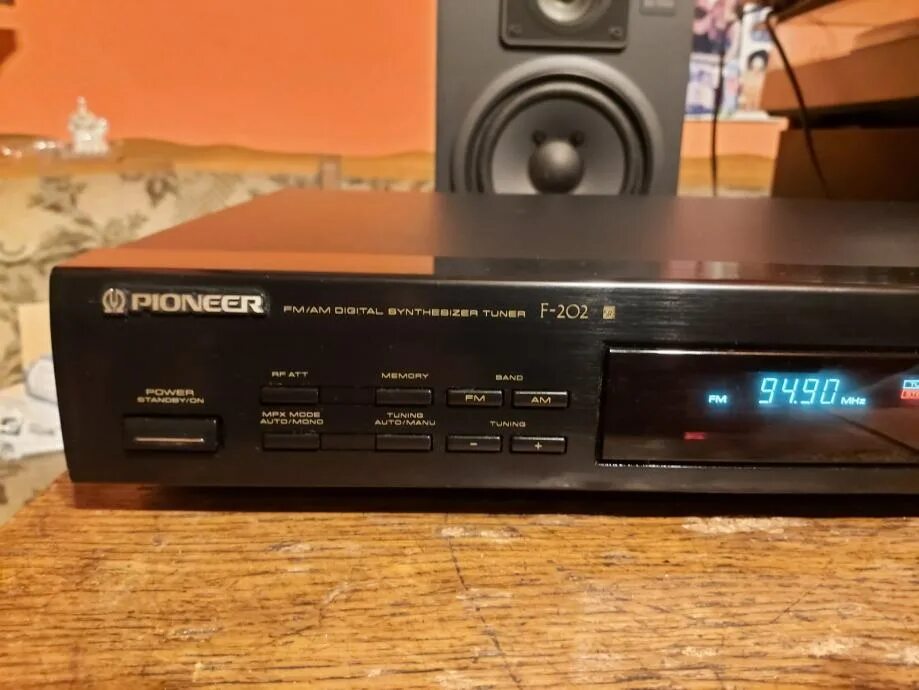 PIONEER
FM/AM DIGITAL SYNTHESIZER TUNER F-202
POWER
STANDBY/ON
RF ATT
MEMORY
BAND
FM
AM
MPX MODE
AUTO/MONO
TUNING
AUTO/MANU
TUNING
-
+
FM 94.90 MHz